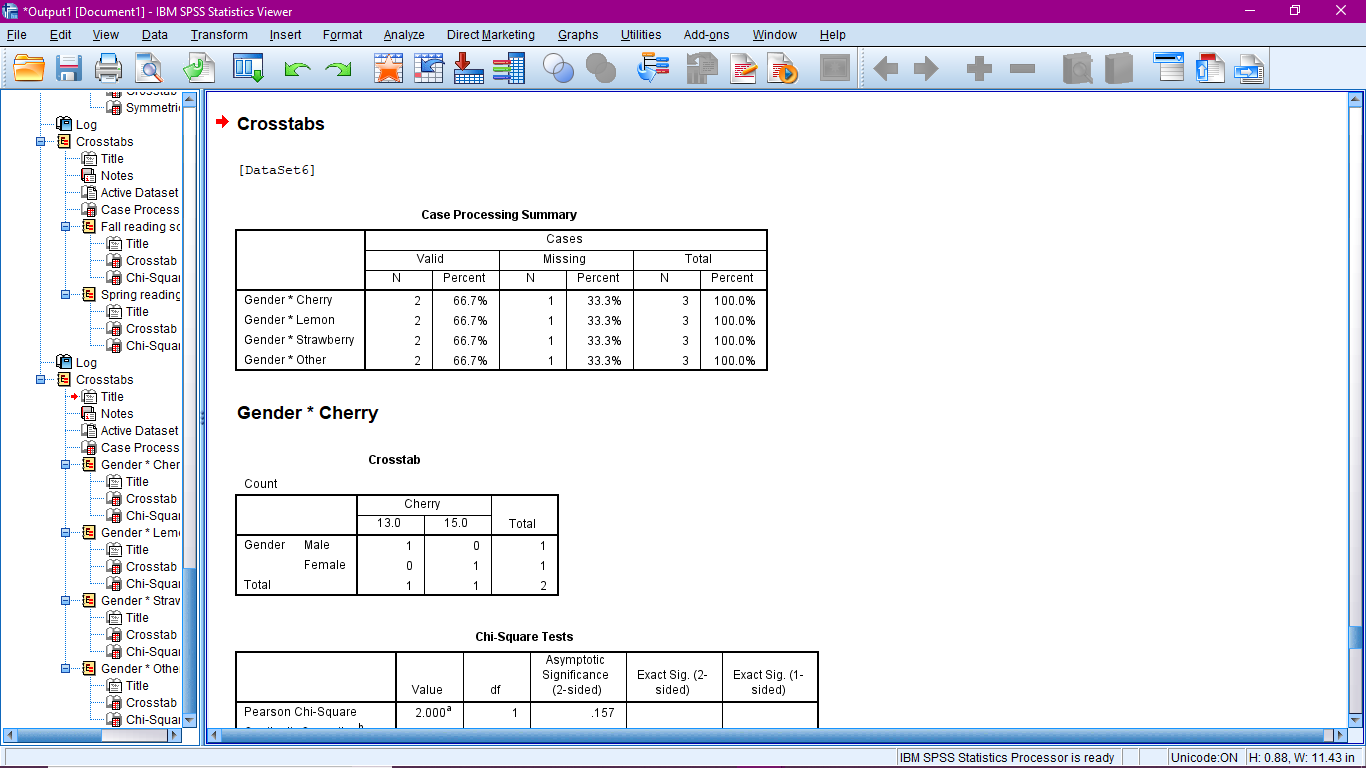 *Output1 [Document1] - IBM SPSS Statistics Viewer
File Edit View Data Transform Insert Format Analyze Direct Marketing Graphs Utilities Add-ons Window Help
Symmetri
Log
Crosstabs
Title
Notes
Active Dataset
Case Process
Fall reading sc
Title
Crosstab
Chi-Squar
Spring reading
Title
Crosstab
Chi-Squar
Log
Crosstabs
Title
Notes
Active Dataset
Case Process
Gender * Cher
Title
Crosstab
Chi-Squar
Gender * Lem
Title
Crosstab
Chi-Squar
Gender * Straw
Title
Crosstab
Chi-Squar
Gender * Othe
Title
Crosstab
Chi-Squar
Crosstabs
[DataSet6]
Case Processing Summary
Cases
Valid Missing Total
N Percent N Percent N Percent
Gender * Cherry 2 66.7% 1 33.3% 3 100.0%
Gender * Lemon 2 66.7% 1 33.3% 3 100.0%
Gender * Strawberry 2 66.7% 1 33.3% 3 100.0%
Gender * Other 2 66.7% 1 33.3% 3 100.0%
Gender * Cherry
Crosstab
Count
Cherry
13.0 15.0 Total
Gender Male 1 0 1
Female 0 1 1
Total 1 1 2
Chi-Square Tests
Value df Asymptotic Significance (2-sided) Exact Sig. (2-sided) Exact Sig. (1-sided)
Pearson Chi-Square 2.000a 1 .157
IBM SPSS Statistics Processor is ready Unicode:ON H: 0.88, W: 11.43 in